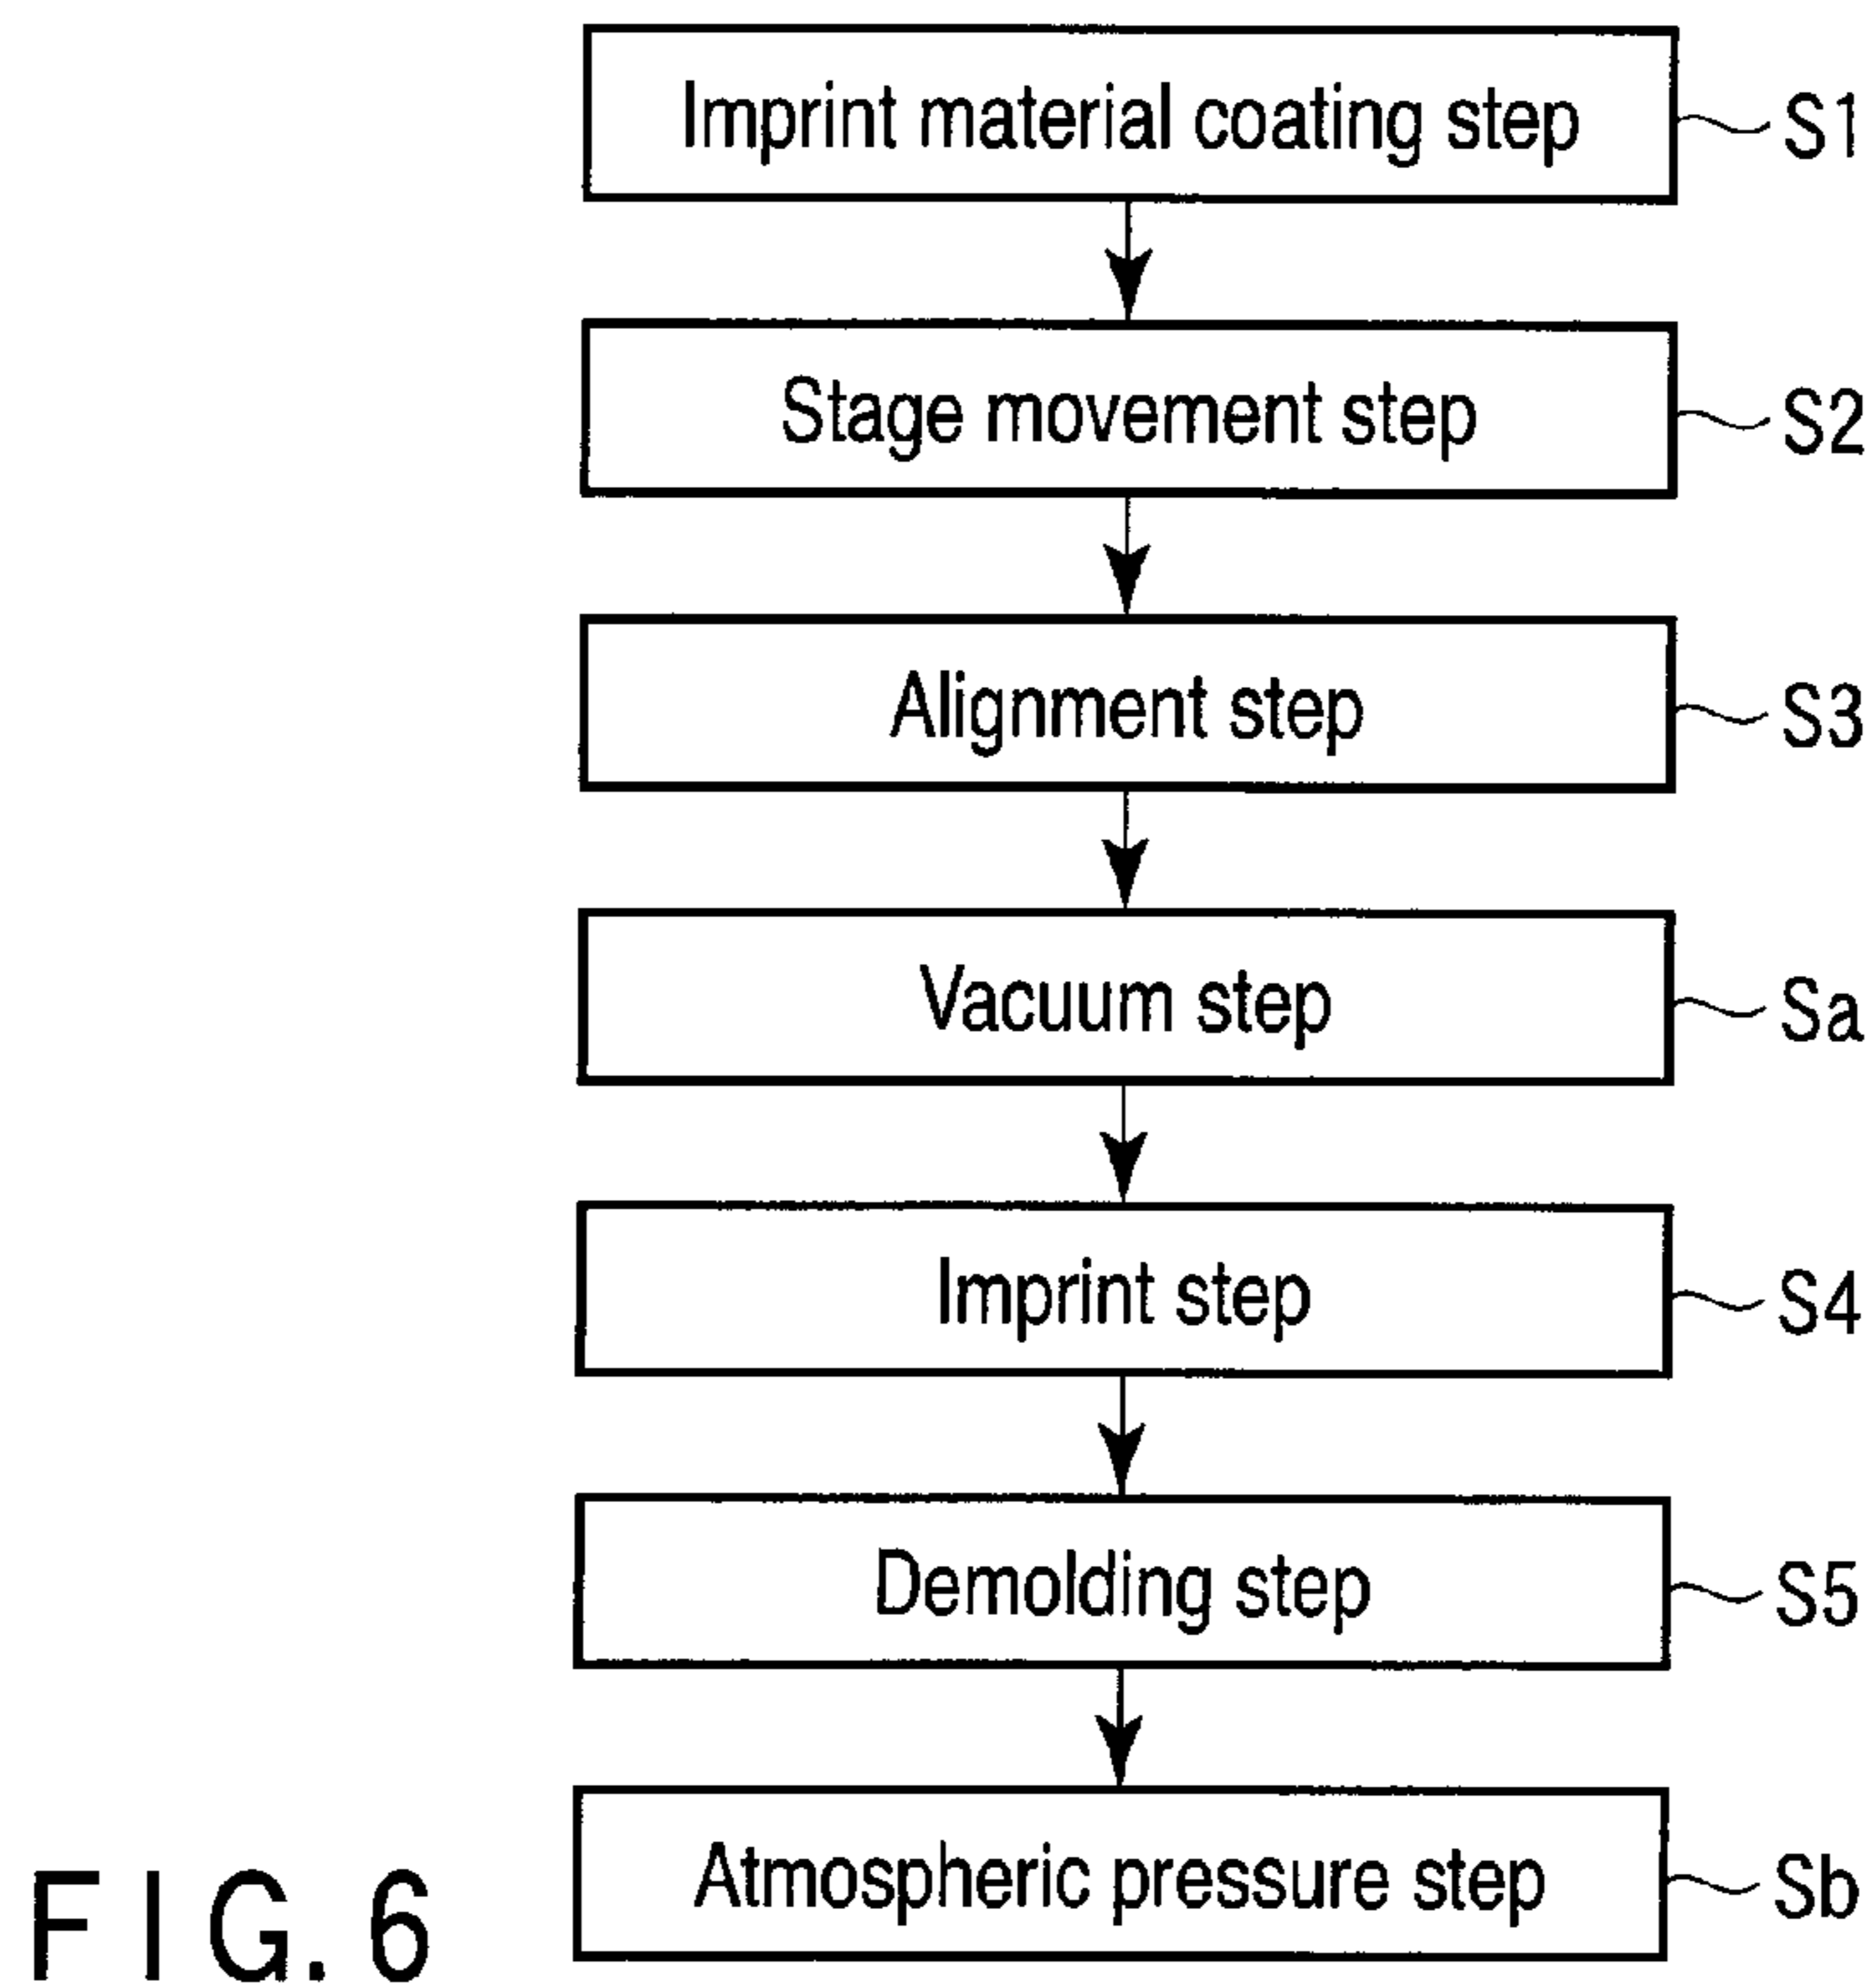 Imprint material coating step S1
Stage movement step S2
Alignment step S3
Vacuum step Sa
Imprint step S4
Demolding step S5
Atmospheric pressure step Sb
FIG. 6